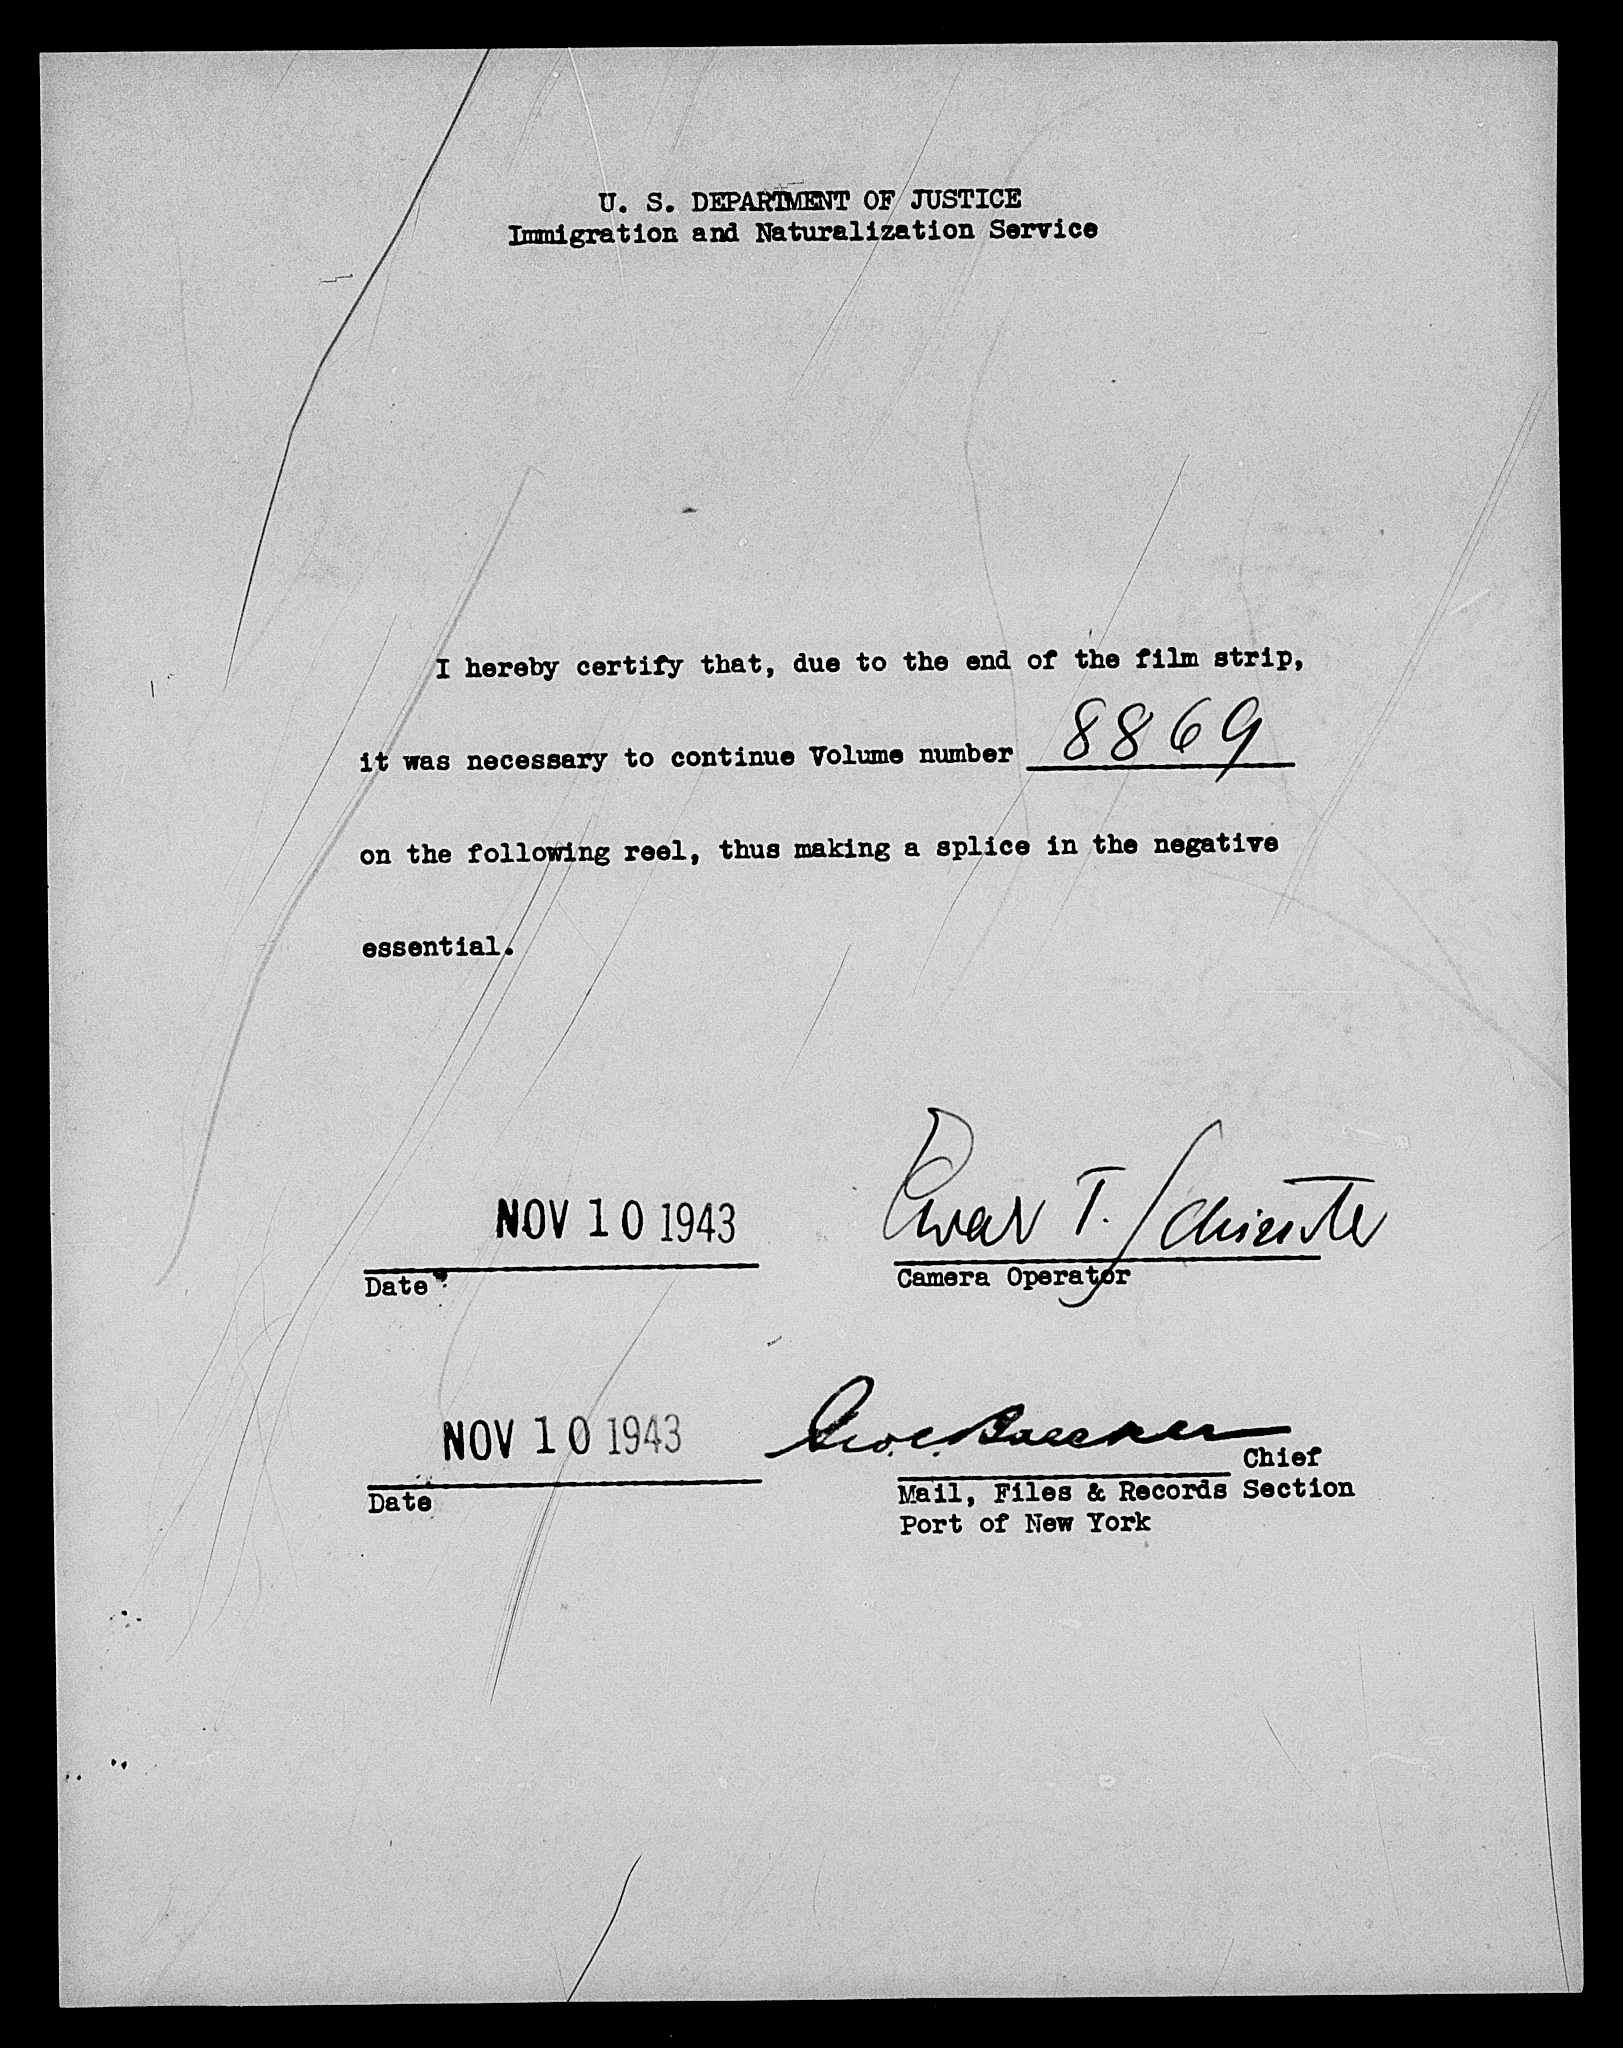 U. S. DEPARTMENT OF JUSTICE
Immigration and Naturalization Service
I hereby certify that, due to the end of the film strip,
it was necessary to continue Volume number 8869
on the following reel, thus making a splice in the negative
essential.
NOV 10 1943
T.
Date
Camera Operator
NOV 10 1943
Chief
Date
Mail, Files & Records Section
Port of New York